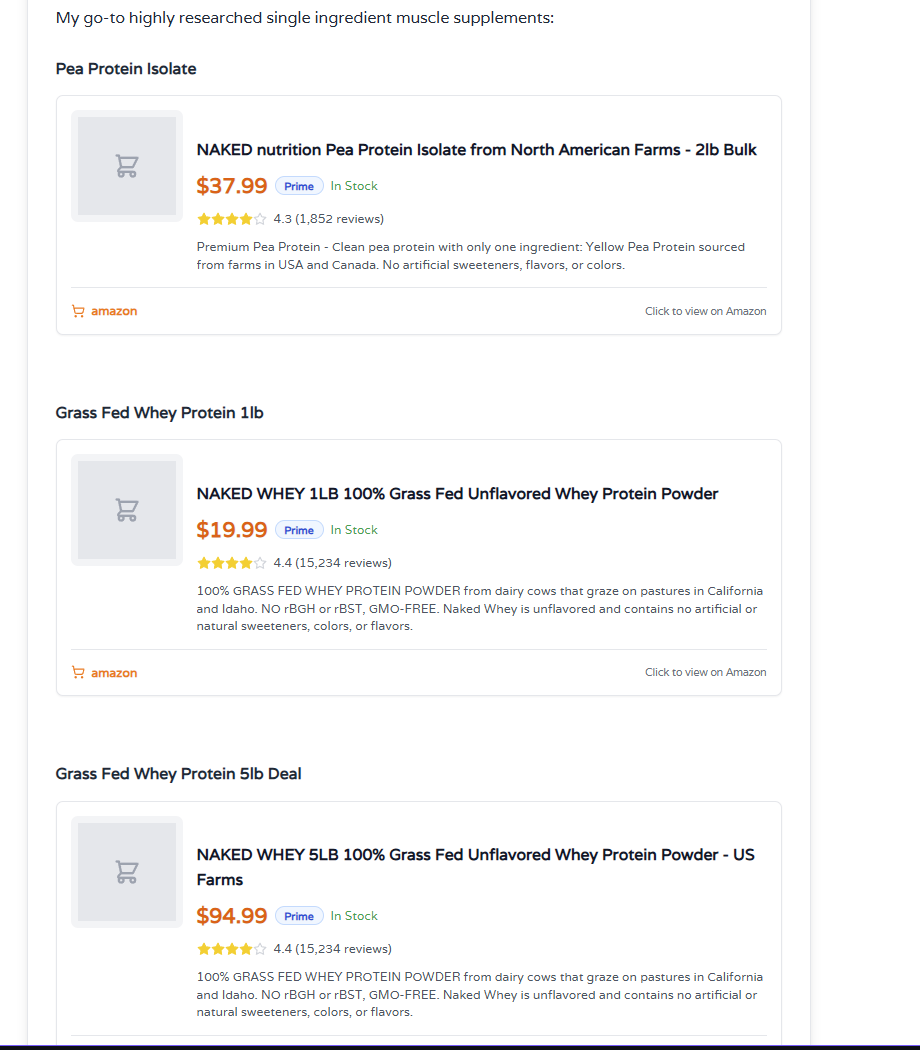 My go-to highly researched single ingredient muscle supplements:
Pea Protein Isolate
NAKED nutrition Pea Protein Isolate from North American Farms - 2lb Bulk
$37.99 Prime In Stock
4.3 (1,852 reviews)
Premium Pea Protein - Clean pea protein with only one ingredient: Yellow Pea Protein sourced
from farms in USA and Canada. No artificial sweeteners, flavors, or colors.
amazon Click to view on Amazon
Grass Fed Whey Protein 1lb
NAKED WHEY 1LB 100% Grass Fed Unflavored Whey Protein Powder
$19.99 Prime In Stock
4.4 (15,234 reviews)
100% GRASS FED WHEY PROTEIN POWDER from dairy cows that graze on pastures in California
and Idaho. NO rBGH or rBST, GMO-FREE. Naked Whey is unflavored and contains no artificial or
natural sweeteners, colors, or flavors.
amazon Click to view on Amazon
Grass Fed Whey Protein 5lb Deal
NAKED WHEY 5LB 100% Grass Fed Unflavored Whey Protein Powder - US
Farms
$94.99 Prime In Stock
4.4 (15,234 reviews)
100% GRASS FED WHEY PROTEIN POWDER from dairy cows that graze on pastures in California
and Idaho. NO rBGH or rBST, GMO-FREE. Naked Whey is unflavored and contains no artificial or
natural sweeteners, colors, or flavors.